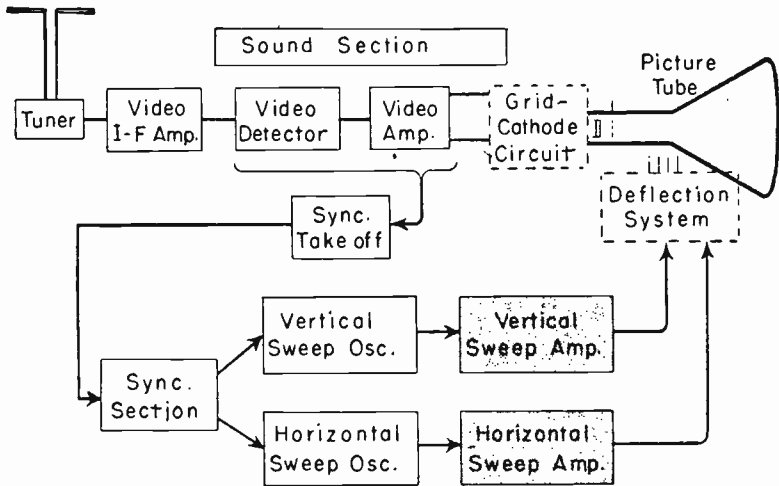 Sound Section
Picture
Tube
Tuner
Video
I-F Amp.
Video
Detector
Video
Amp.
Grid-
Cathode
Circuit
Deflection
System
Sync.
Take off
Vertical
Sweep Osc.
Vertical
Sweep Amp.
Sync.
Section
Horizontal
Sweep Osc.
Horizontal
Sweep Amp.